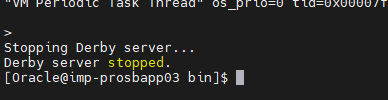 "VM Periodic Task Thread" os_prio=0 tid=0x00007f
>
Stopping Derby server...
Derby server stopped.
[Oracle@imp-prosbapp03 bin]$